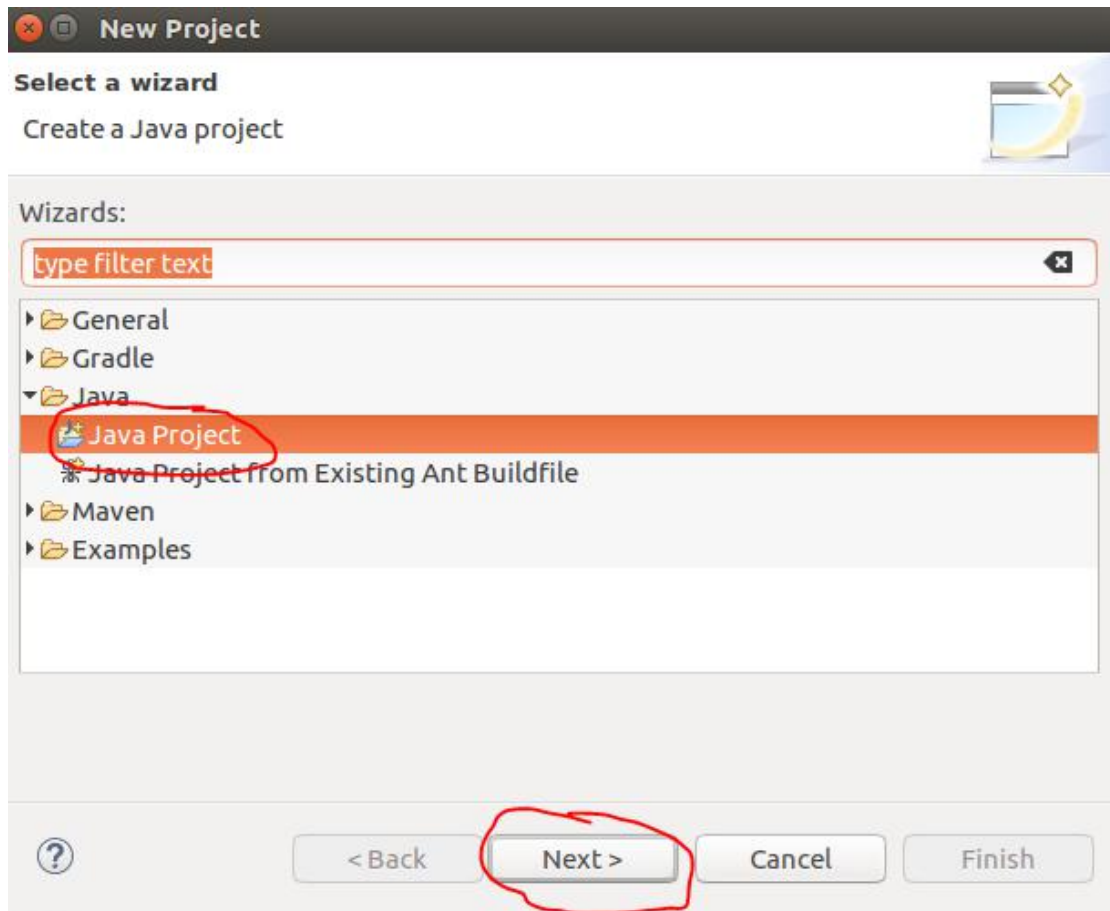 New Project
Select a wizard
Create a Java project
Wizards:
type filter text
General
Gradle
Java
Java Project
Java Project from Existing Ant Buildfile
Maven
Examples
? < Back Next > Cancel Finish